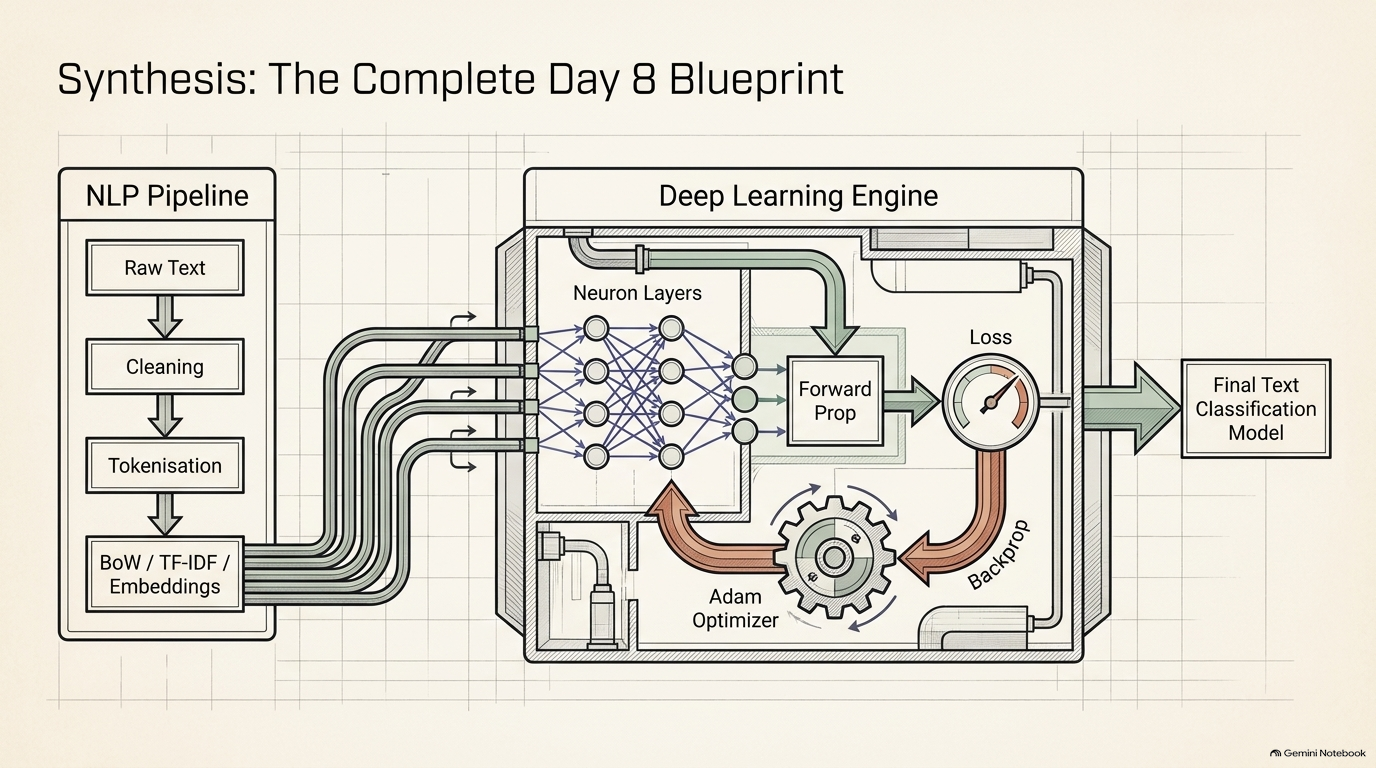 Synthesis: The Complete Day 8 Blueprint
NLP Pipeline
Raw Text
Cleaning
Tokenisation
BoW / TF-IDF /
Embeddings
Deep Learning Engine
Neuron Layers
Forward
Prop
Loss
Backprop
Adam
Optimizer
Final Text
Classification
Model
Gemini Notebook